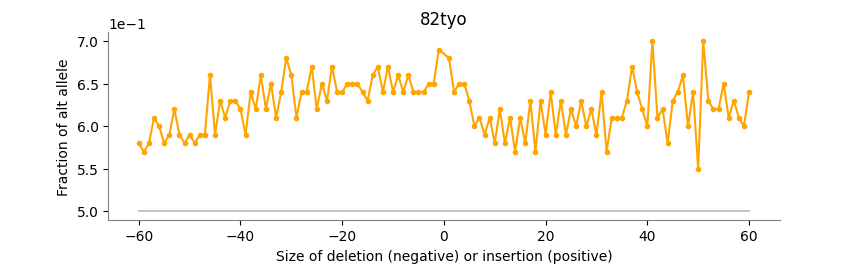 82tyo
1e−1
7.0
6.5
6.0
5.5
5.0
Fraction of alt allele
−60 −40 −20 0 20 40 60
Size of deletion (negative) or insertion (positive)